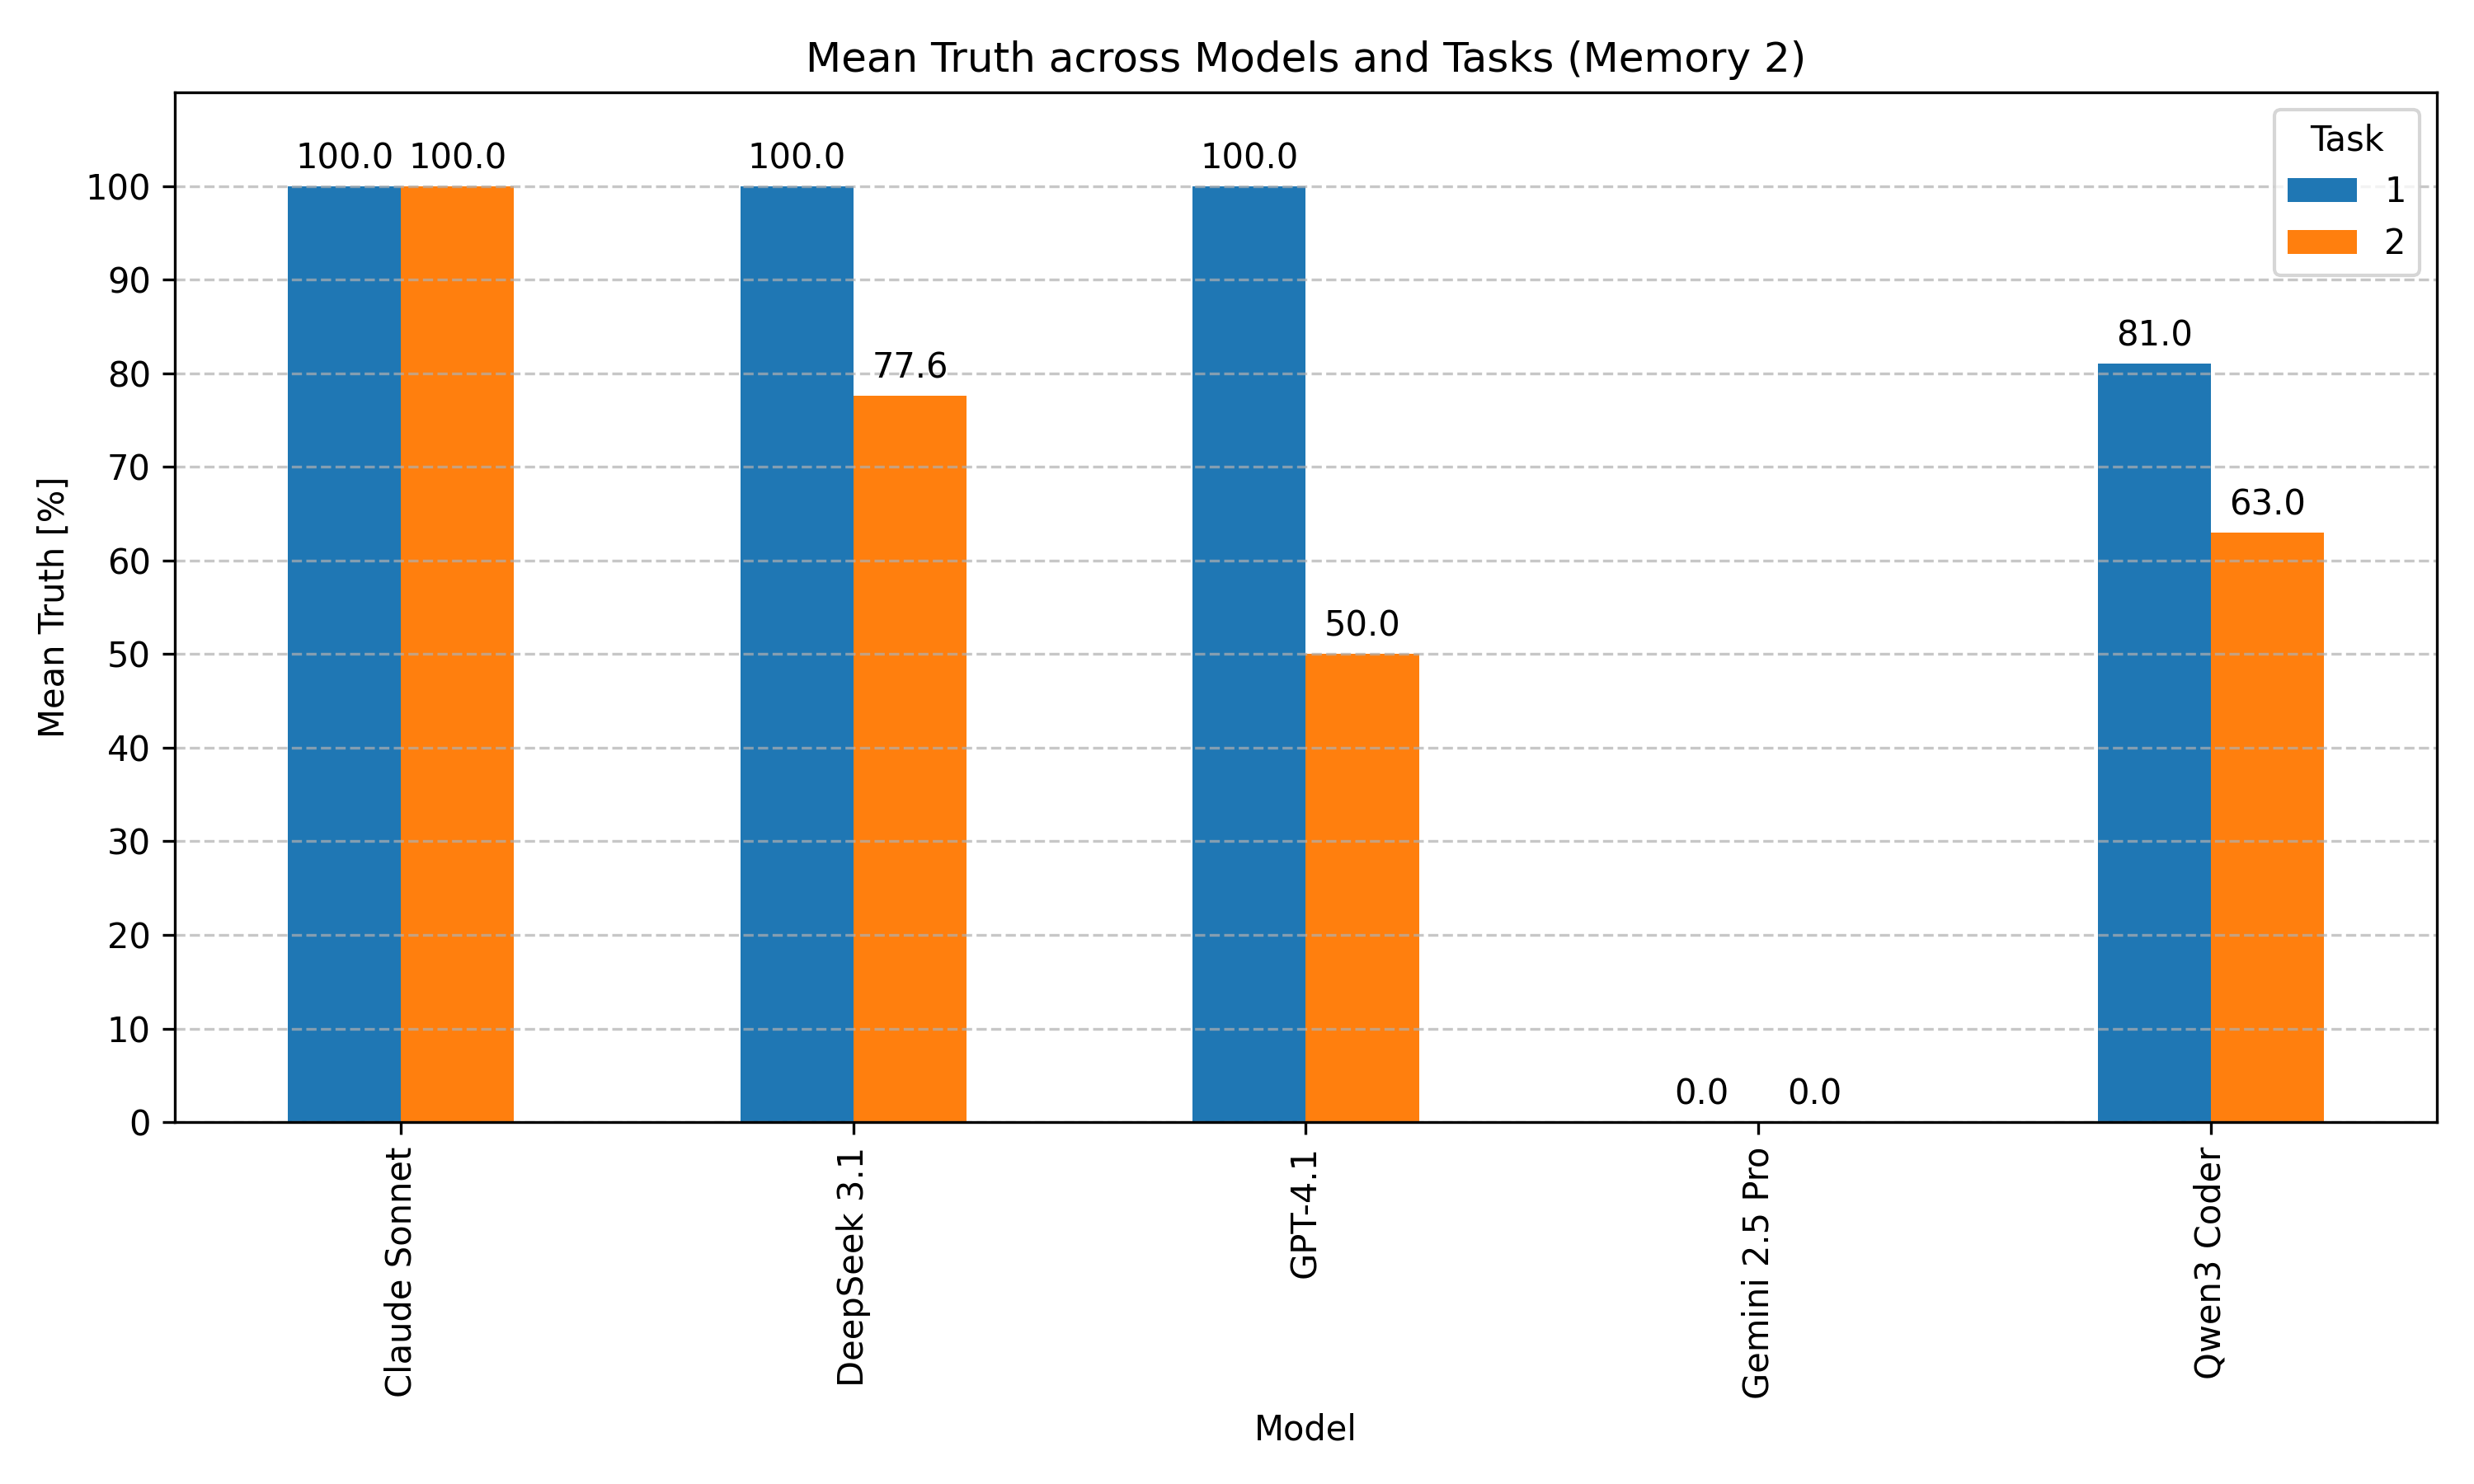 Mean Truth across Models and Tasks (Memory 2)
Task
1
2
100.0 100.0 100.0 100.0
81.0
77.6
63.0
50.0
0.0 0.0
Mean Truth [%]
100
90
80
70
60
50
40
30
20
10
0
Claude Sonnet
DeepSeek 3.1
GPT-4.1
Gemini 2.5 Pro
Qwen3 Coder
Model